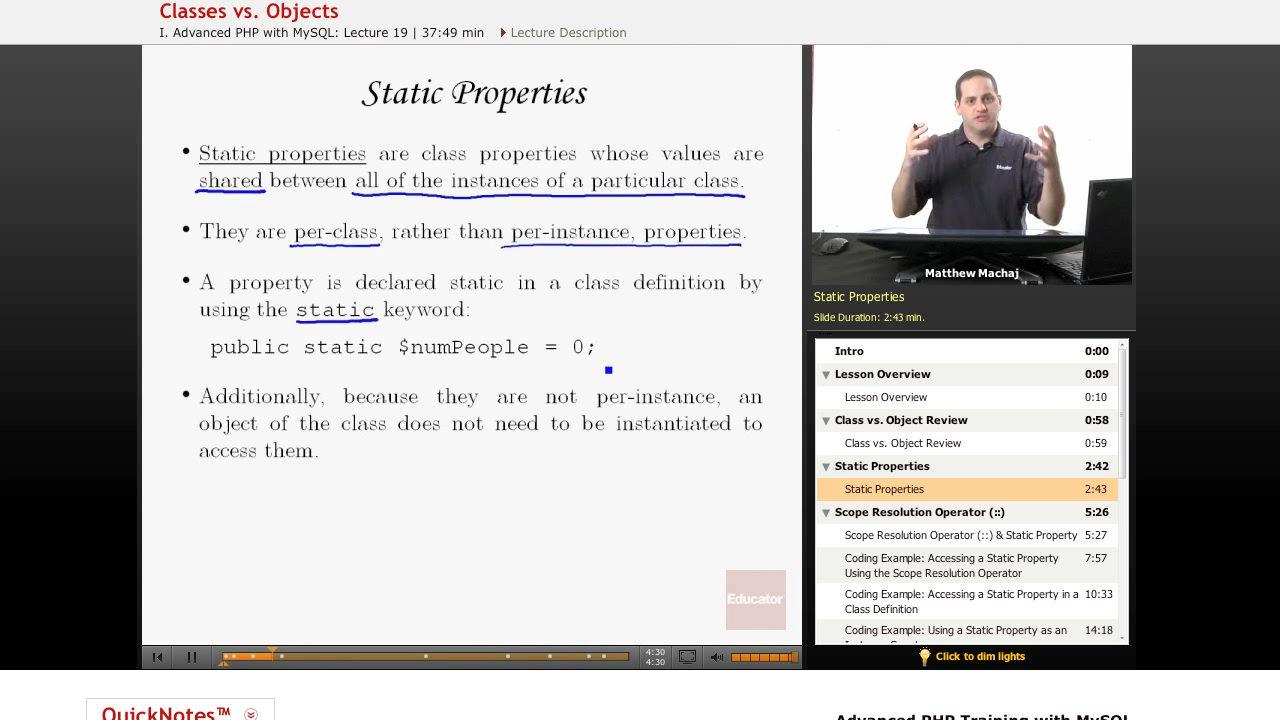 Classes vs. Objects
I. Advanced PHP with MySQL: Lecture 19 | 37:49 min Lecture Description
Static Properties
• Static properties are class properties whose values are
shared between all of the instances of a particular class.
• They are per-class, rather than per-instance, properties.
• A property is declared static in a class definition by
using the static keyword:
public static $numPeople = 0;
• Additionally, because they are not per-instance, an
object of the class does not need to be instantiated to
access them.
Educator
4:30
4:30
Matthew Machaj
Static Properties
Slide Duration: 2:43 min.
Intro 0:00
Lesson Overview 0:09
Lesson Overview 0:10
Class vs. Object Review 0:58
Class vs. Object Review 0:59
Static Properties 2:42
Static Properties 2:43
Scope Resolution Operator (::) 5:26
Scope Resolution Operator (::) & Static Property 5:27
Coding Example: Accessing a Static Property 7:57
Using the Scope Resolution Operator
Coding Example: Accessing a Static Property in a 10:33
Class Definition
Coding Example: Using a Static Property as an 14:18
Click to dim lights
QuickNotes™
Advanced PHP Training with MySQL